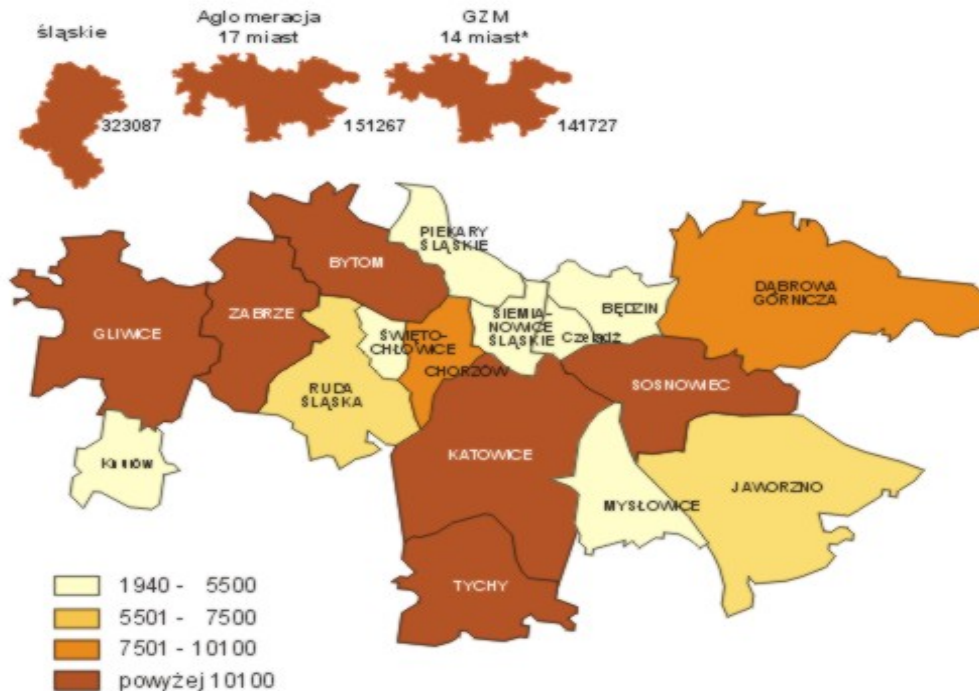 śląskie
Aglomeracja
17 miast
GZM
14 miast*
323087
151267
141727
PIEKARY
ŚLĄSKIE
BYTOM
DĄBROWA
GÓRNICZA
BĘDZIN
GLIWICE
ZABRZE
ŚWIĘTO-
CHŁOWICE
SIEMIA-
NOWICE
ŚLĄSKIE
Czeladź
CHORZÓW
RUDA
ŚLĄSKA
SOSNOWIEC
KATOWICE
JAWORZNO
MYSŁOWICE
TYCHY
1940 - 5500
5501 - 7500
7501 - 10100
powyżej 10100